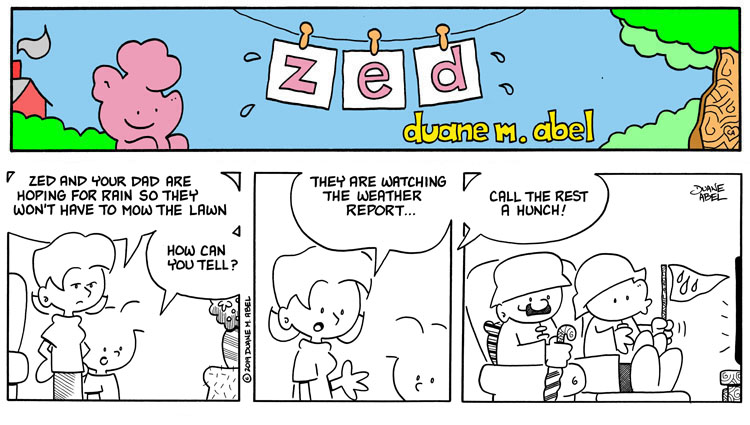 zed
duane m. abel
ZED AND YOUR DAD ARE
HOPING FOR RAIN SO THEY
WON'T HAVE TO MOW THE LAWN
HOW CAN
YOU TELL?
© 2019 DUANE M. ABEL
THEY ARE WATCHING
THE WEATHER
REPORT...
CALL THE REST
A HUNCH!
DUANE
ABEL
6